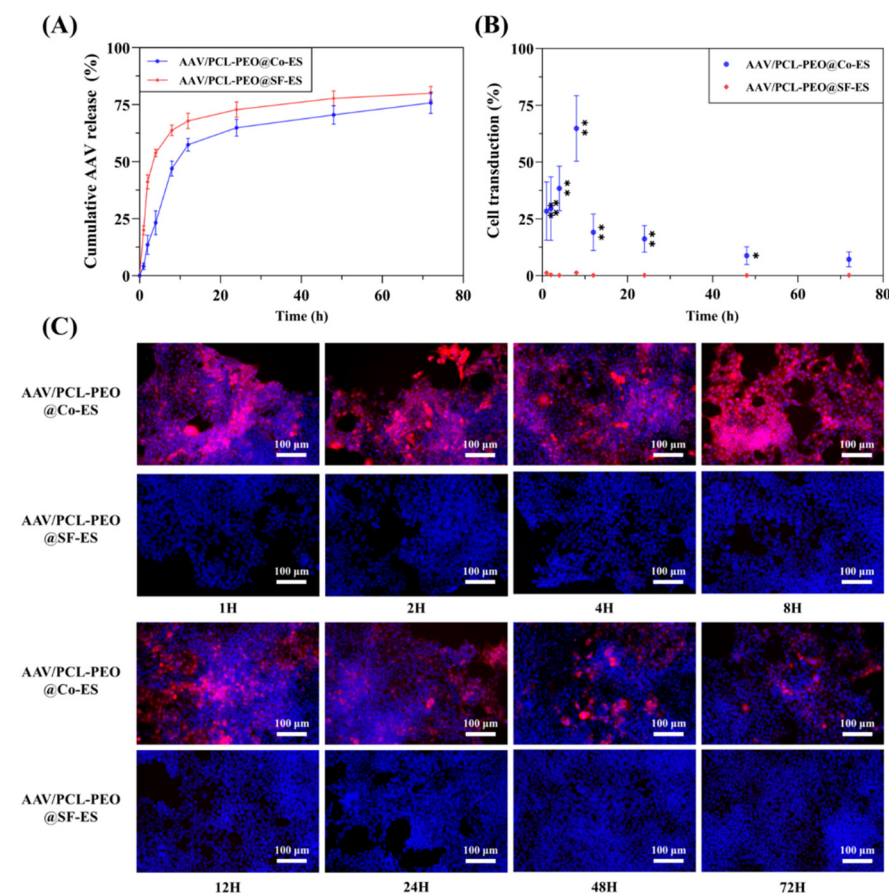 (A)
100
75
50
25
0
0
20
40
60
80
Cumulative AAV release (%)
Time (h)
AAV/PCL-PEO@Co-ES
AAV/PCL-PEO@SF-ES
(B)
100
75
50
25
0
0
20
40
60
80
Cell transduction (%)
Time (h)
AAV/PCL-PEO@Co-ES
AAV/PCL-PEO@SF-ES
**
**
**
**
**
**
*
(C)
AAV/PCL-PEO
@Co-ES
100 μm
100 μm
100 μm
100 μm
AAV/PCL-PEO
@SF-ES
100 μm
100 μm
100 μm
100 μm
1H
2H
4H
8H
AAV/PCL-PEO
@Co-ES
100 μm
100 μm
100 μm
100 μm
AAV/PCL-PEO
@SF-ES
100 μm
100 μm
100 μm
100 μm
12H
24H
48H
72H